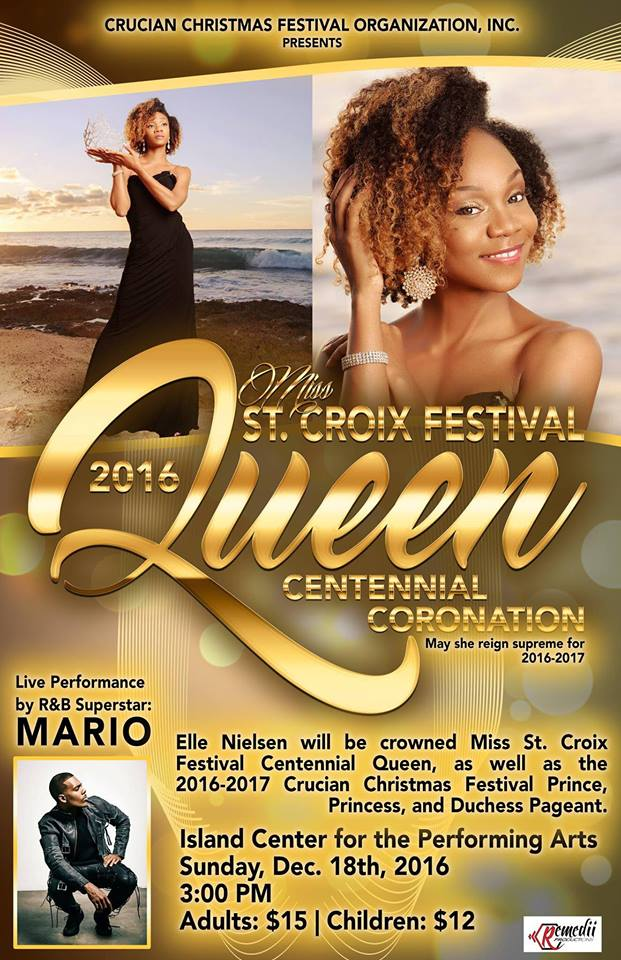 CRUCIAN CHRISTMAS FESTIVAL ORGANIZATION, INC.
PRESENTS
Miss
ST. CROIX FESTIVAL
2016
Queen
CENTENNIAL
CORONATION
May she reign supreme for
2016-2017
Live Performance
by R&B Superstar:
MARIO
Elle Nielsen will be crowned Miss St. Croix
Festival Centennial Queen, as well as the
2016-2017 Crucian Christmas Festival Prince,
Princess, and Duchess Pageant.
Island Center for the Performing Arts
Sunday, Dec. 18th, 2016
3:00 PM
Adults: $15 | Children: $12
Remedii
PRODUCTIONS